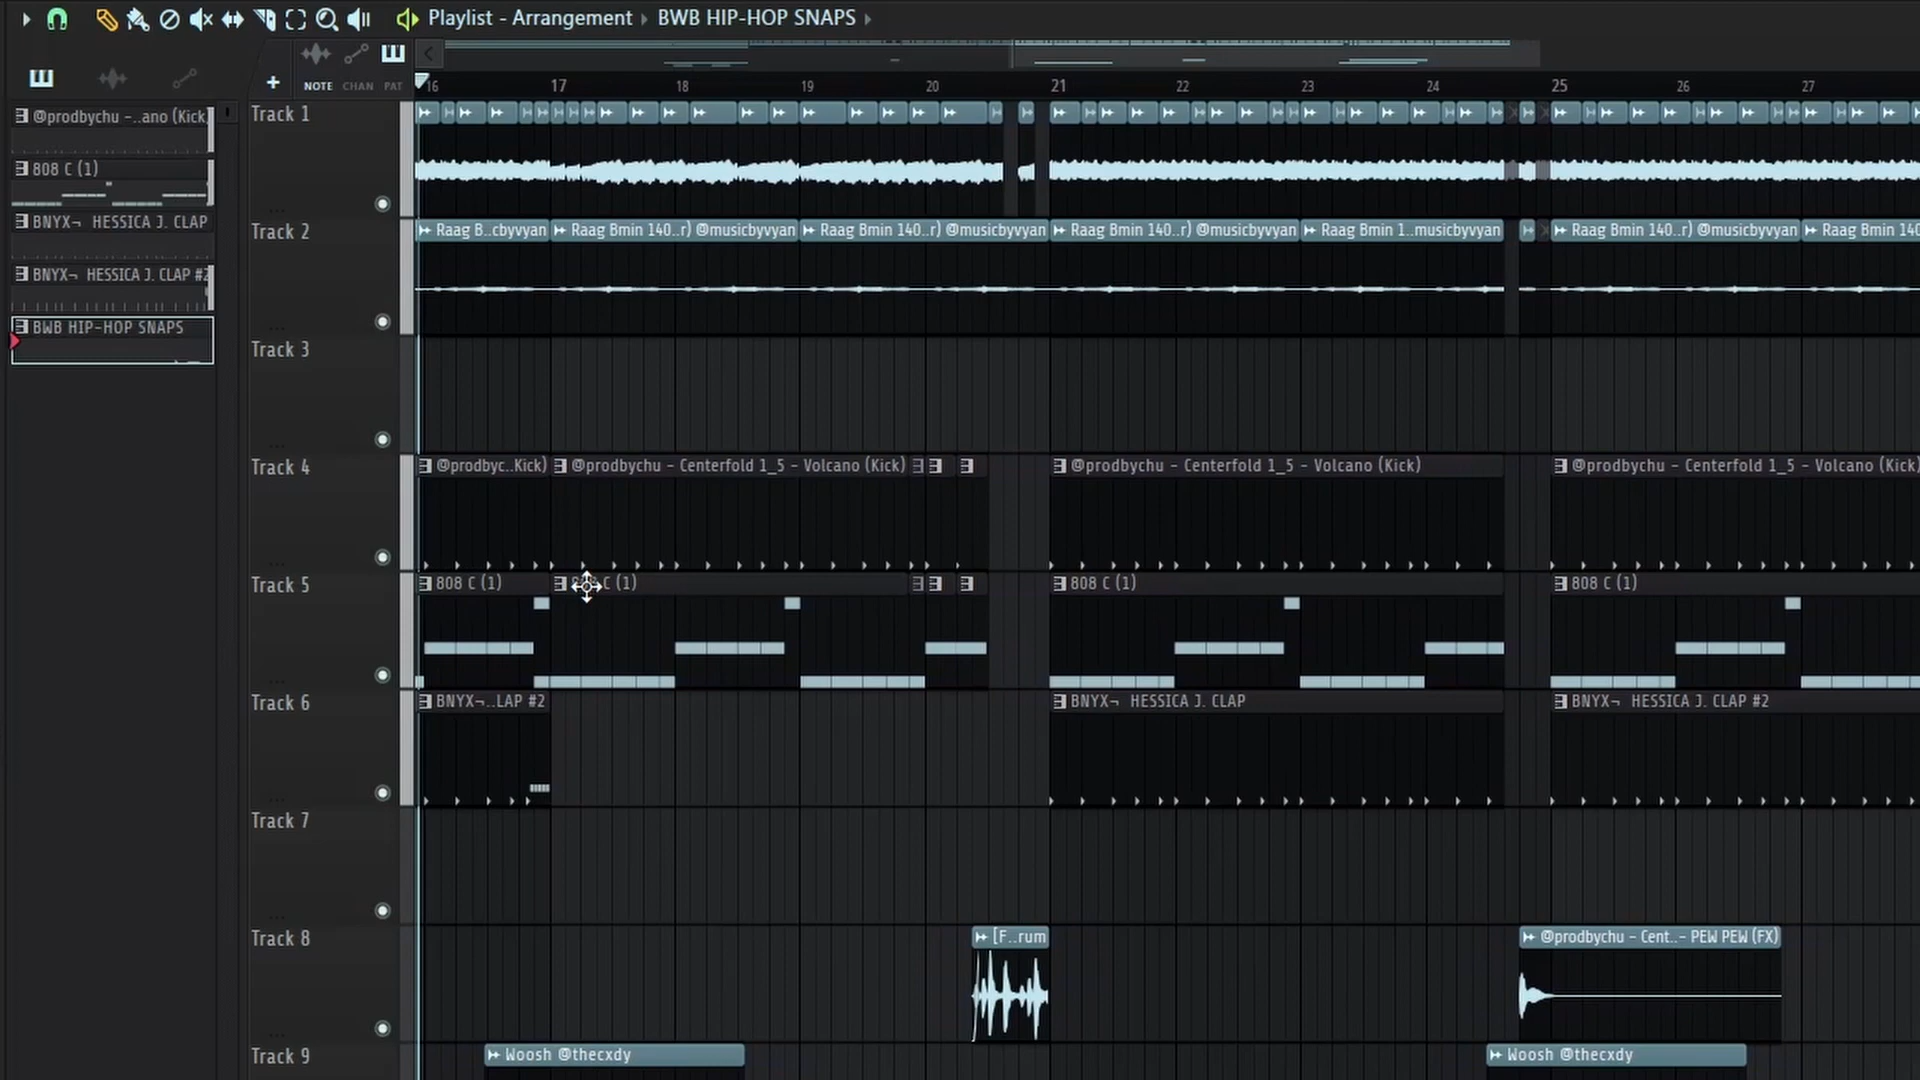 Playlist - Arrangement › BWB HIP-HOP SNAPS ›
NOTE CHAN PAT
16 17 18 19 20 21 22 23 24 25 26 27
@prodbychu -..ano (Kick
808 C (1)
BNYX¬ HESSICA J. CLAP
BNYX¬ HESSICA J. CLAP #2
BWB HIP-HOP SNAPS
Track 1
Track 2
Raag B..cbyvyan Raag Bmin 140..r) @musicbyvyan Raag Bmin 140..r) @musicbyvyan Raag Bmin 140..r) @musicbyvyan Raag Bmin 1..musicbyvyan Raag Bmin 140..r) @musicbyvyan Raag Bmin 140
Track 3
Track 4
@prodbyc..Kick) @prodbychu - Centerfold 1_5 - Volcano (Kick) @prodbychu - Centerfold 1_5 - Volcano (Kick) @prodbychu - Centerfold 1_5 - Volcano (Kick)
Track 5
808 C (1) C (1) 808 C (1) 808 C (1)
Track 6
BNYX¬..LAP #2 BNYX¬ HESSICA J. CLAP BNYX¬ HESSICA J. CLAP #2
Track 7
Track 8
[F..rum @prodbychu - Cent..- PEW PEW (FX)
Track 9
Woosh @thecxdy Woosh @thecxdy